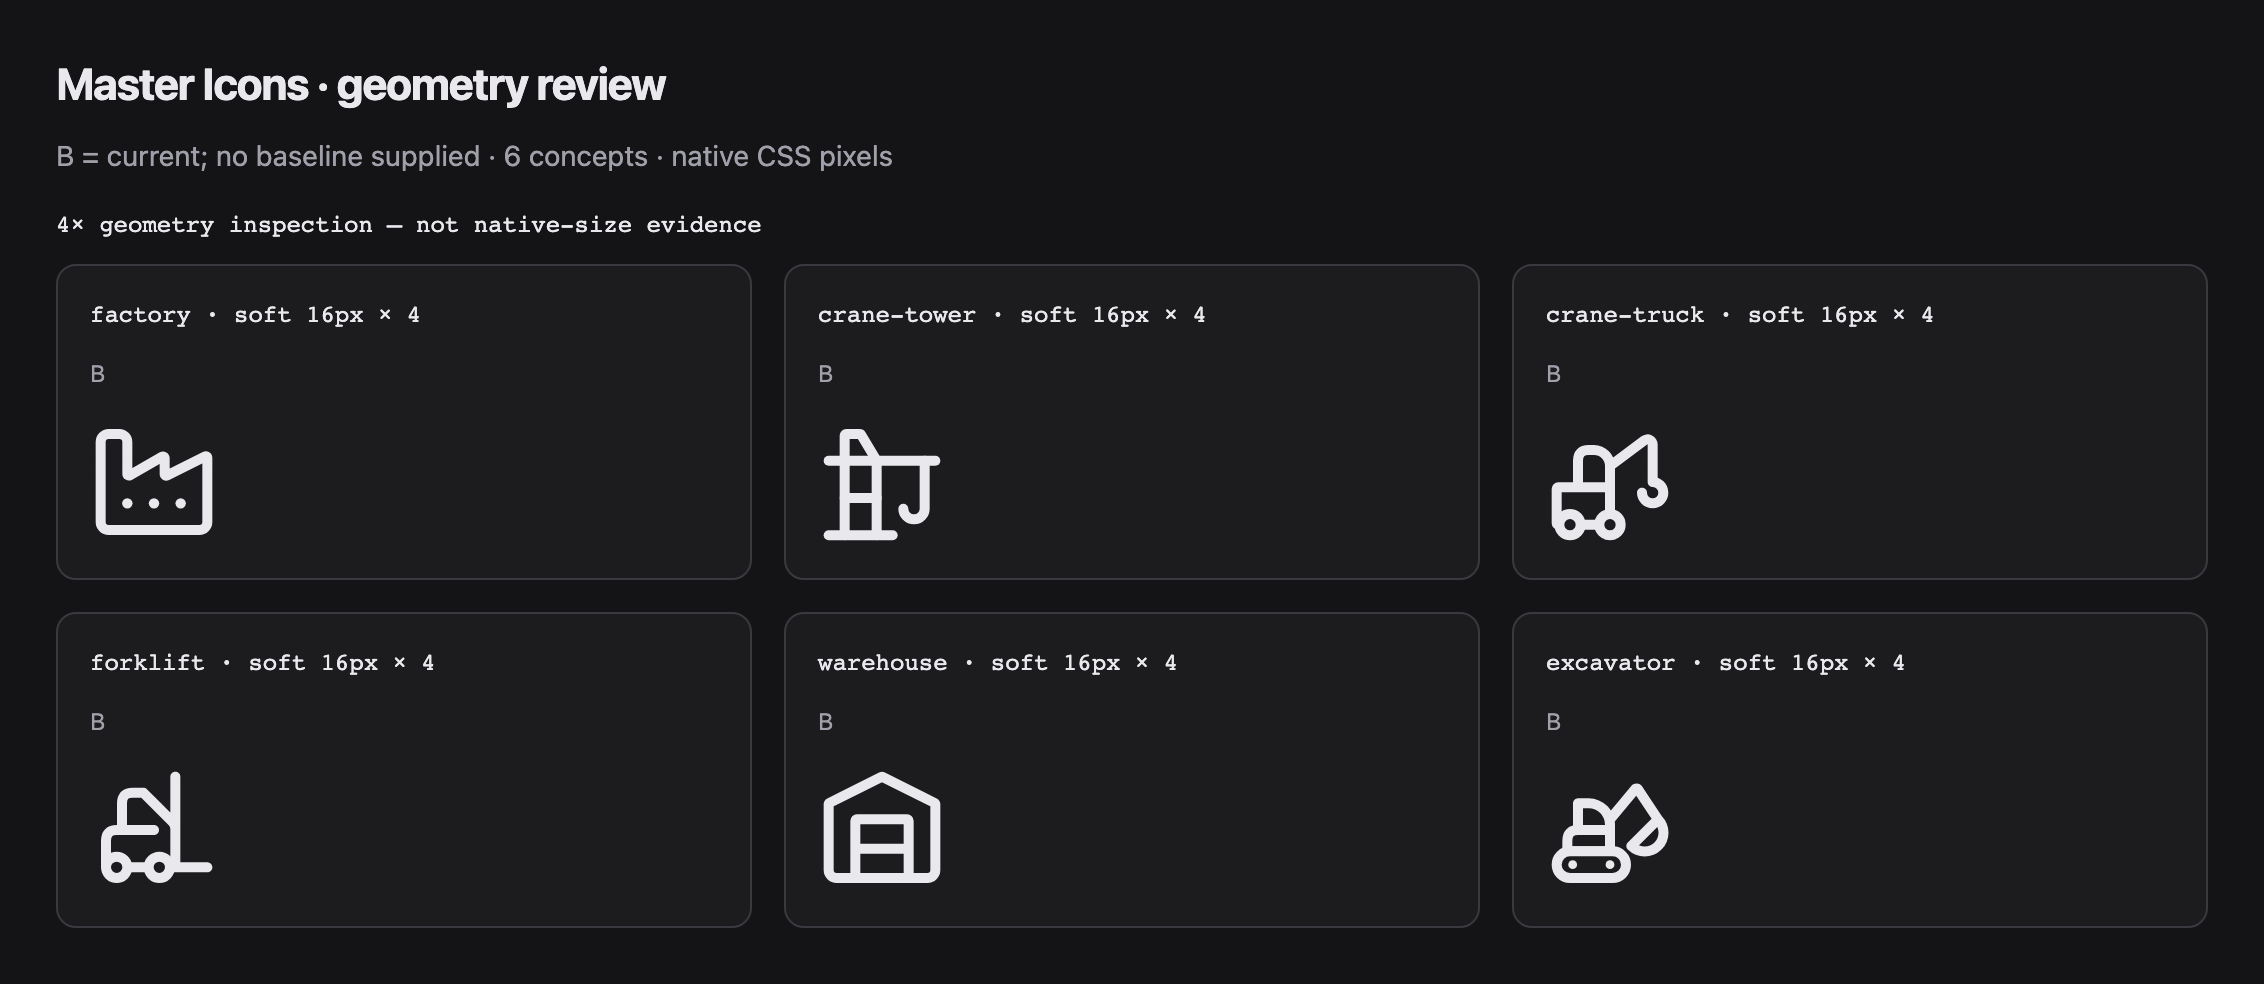 Master Icons · geometry review
B = current; no baseline supplied · 6 concepts · native CSS pixels
4× geometry inspection — not native-size evidence
factory · soft 16px × 4
B
crane-tower · soft 16px × 4
B
crane-truck · soft 16px × 4
B
forklift · soft 16px × 4
B
warehouse · soft 16px × 4
B
excavator · soft 16px × 4
B